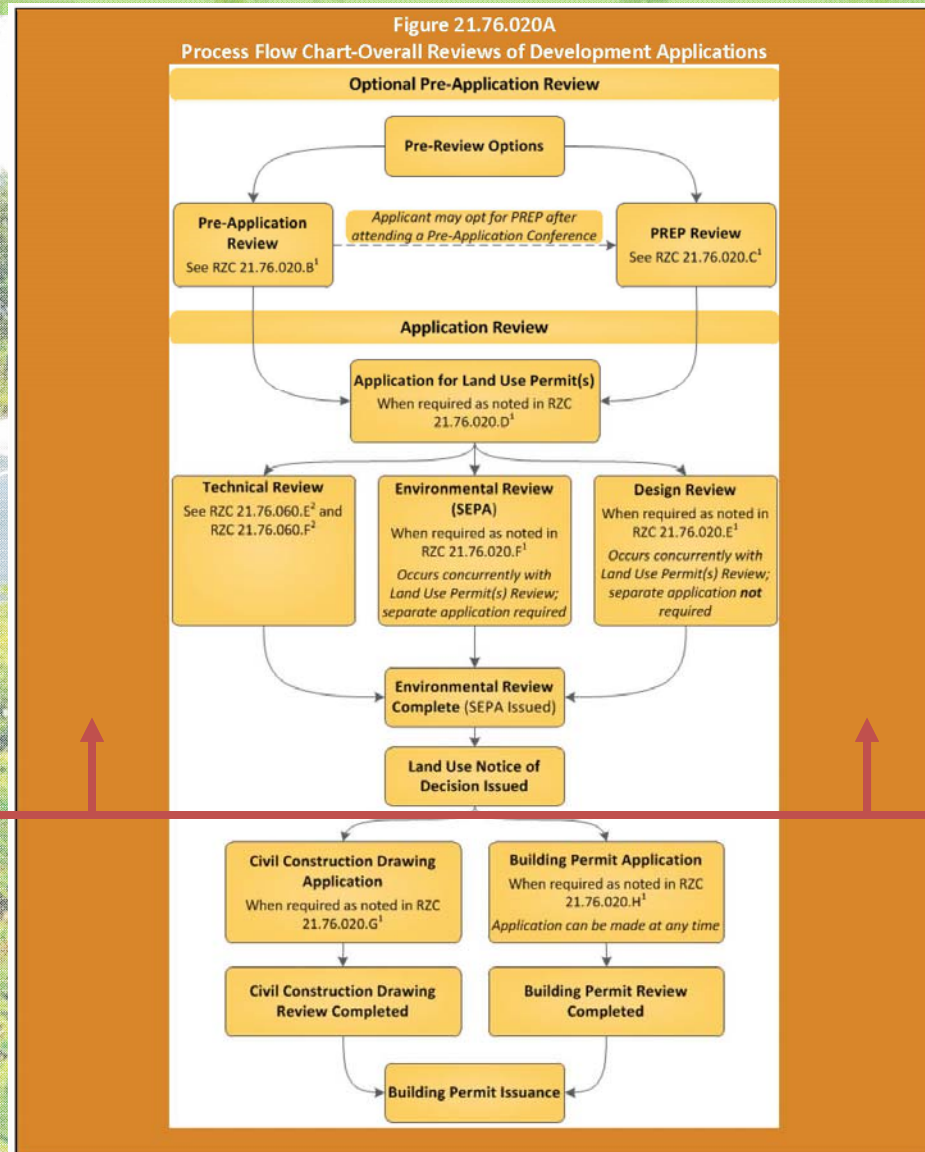 Figure 21.76.020A
Process Flow Chart-Overall Reviews of Development Applications
Optional Pre-Application Review
Pre-Review Options
Pre-Application
Review
See RZC 21.76.020.B¹
Applicant may opt for PREP after
attending a Pre-Application Conference
PREP Review
See RZC 21.76.020.C¹
Application Review
Application for Land Use Permit(s)
When required as noted in RZC
21.76.020.D¹
Technical Review
See RZC 21.76.060.E² and
RZC 21.76.060.F²
Environmental Review
(SEPA)
When required as noted in
RZC 21.76.020.F¹
Occurs concurrently with
Land Use Permit(s) Review;
separate application required
Design Review
When required as noted in
RZC 21.76.020.E¹
Occurs concurrently with
Land Use Permit(s) Review;
separate application not
required
Environmental Review
Complete (SEPA Issued)
Land Use Notice of
Decision Issued
Civil Construction Drawing
Application
When required as noted in RZC
21.76.020.G¹
Building Permit Application
When required as noted in RZC
21.76.020.H¹
Application can be made at any time
Civil Construction Drawing
Review Completed
Building Permit Review
Completed
Building Permit Issuance